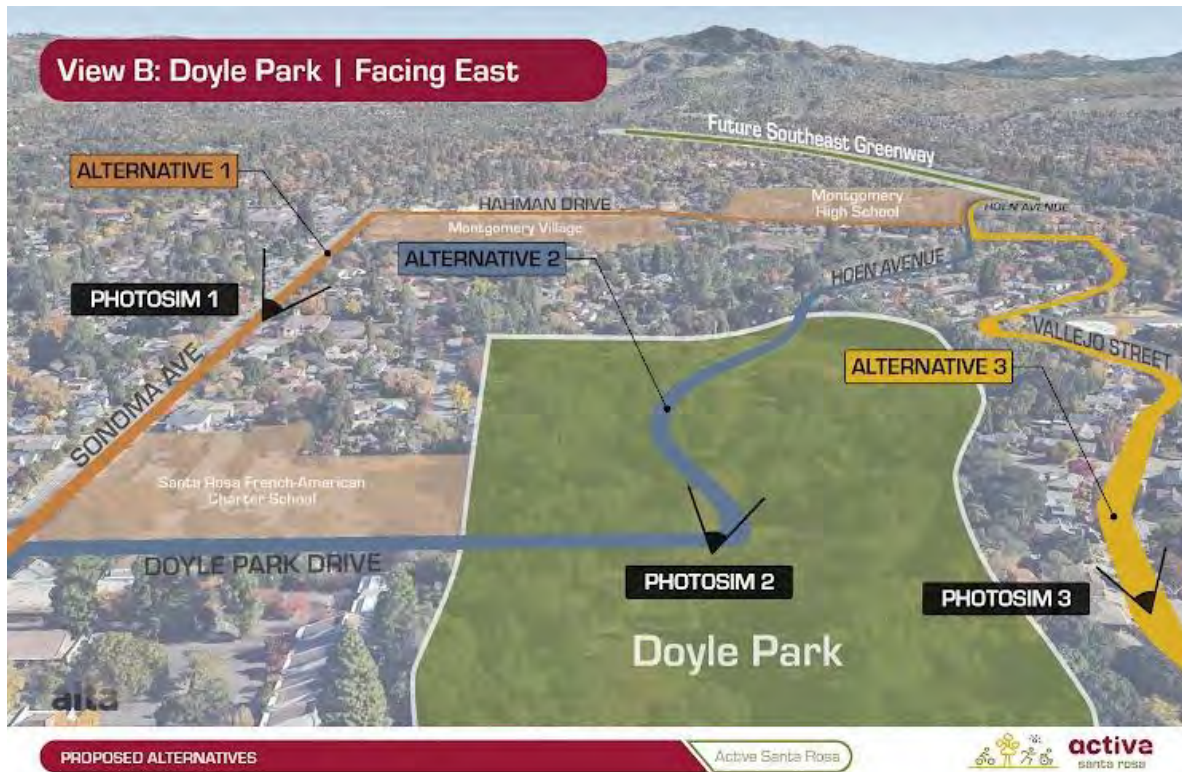 View B: Doyle Park | Facing East
Future Southeast Greenway
ALTERNATIVE 1
HAHMAN DRIVE
Montgomery
High School
HOEN AVENUE
Montgomery Village
ALTERNATIVE 2
HOEN AVENUE
PHOTOSIM 1
VALLEJO STREET
ALTERNATIVE 3
SONOMA AVE
Santa Rosa French-American
Charter School
DOYLE PARK DRIVE
PHOTOSIM 2
PHOTOSIM 3
Doyle Park
alta
PROPOSED ALTERNATIVES
Active Santa Rosa
active
santa rosa